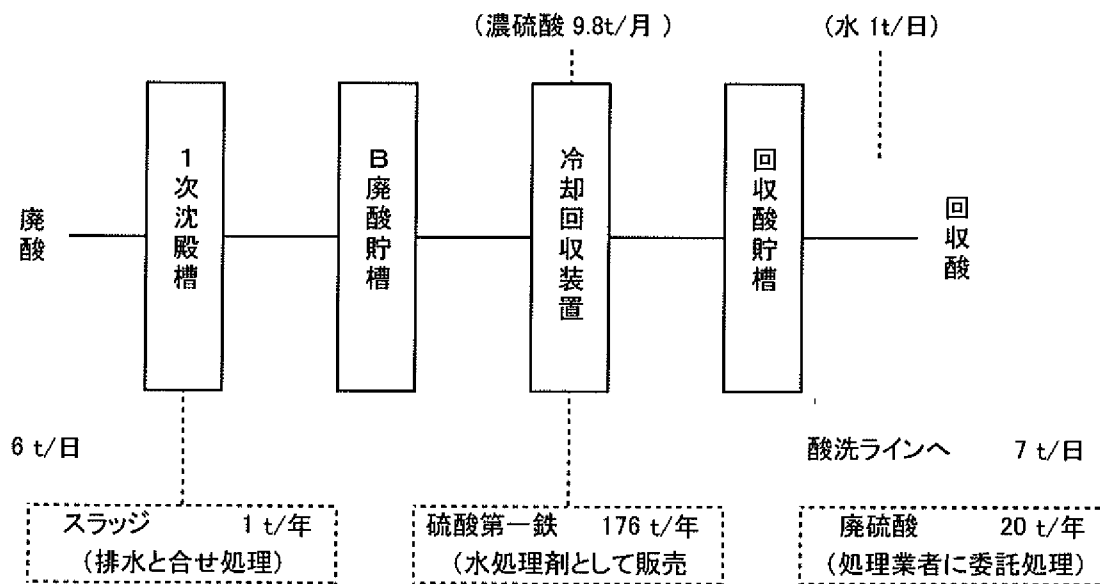 (濃硫酸 9.8t/月 )
(水 1t/日)
廃酸
1次沈殿槽
B廃酸貯槽
冷却回収装置
回収酸貯槽
回収酸
6 t/日
酸洗ラインへ 7 t/日
スラッジ 1 t/年
(排水と合せ処理)
硫酸第一鉄 176 t/年
(水処理剤として販売
廃硫酸 20 t/年
(処理業者に委託処理)